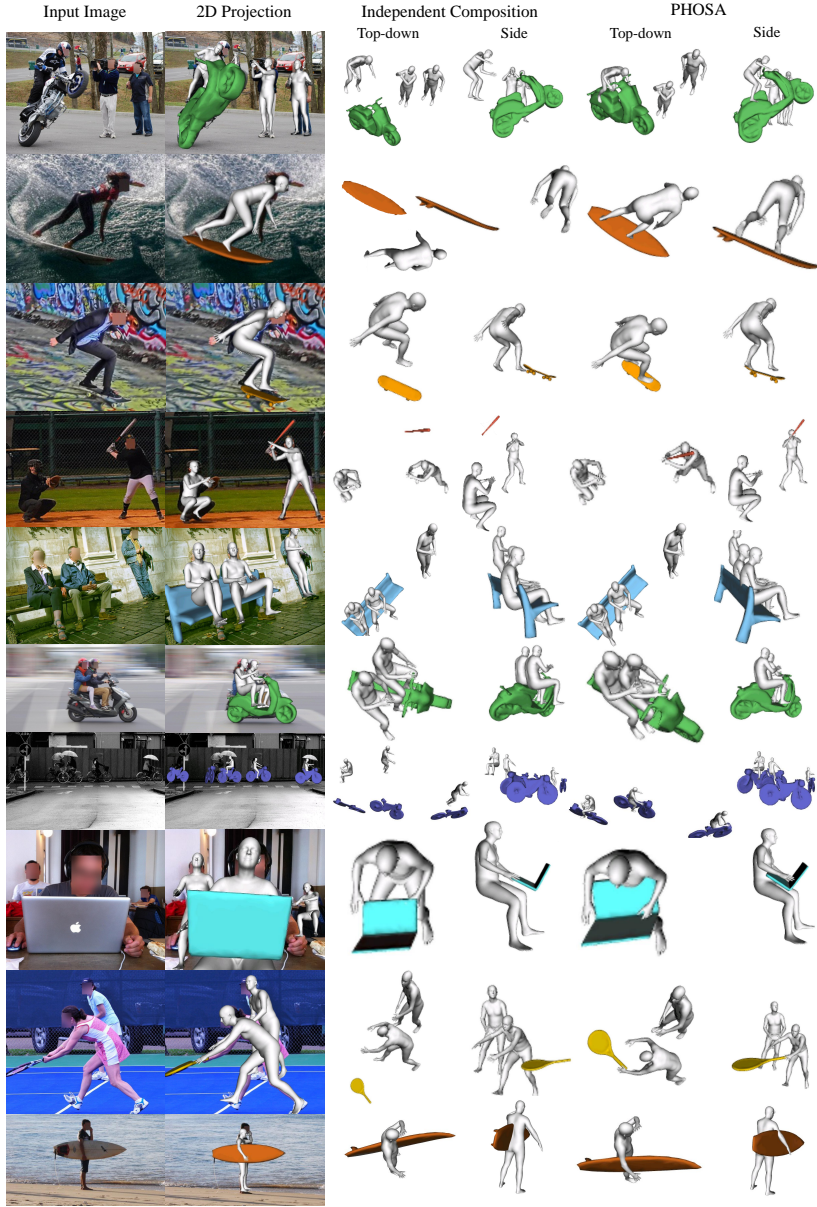 Input Image 2D Projection Independent Composition PHOSA
Top-down Side Top-down Side